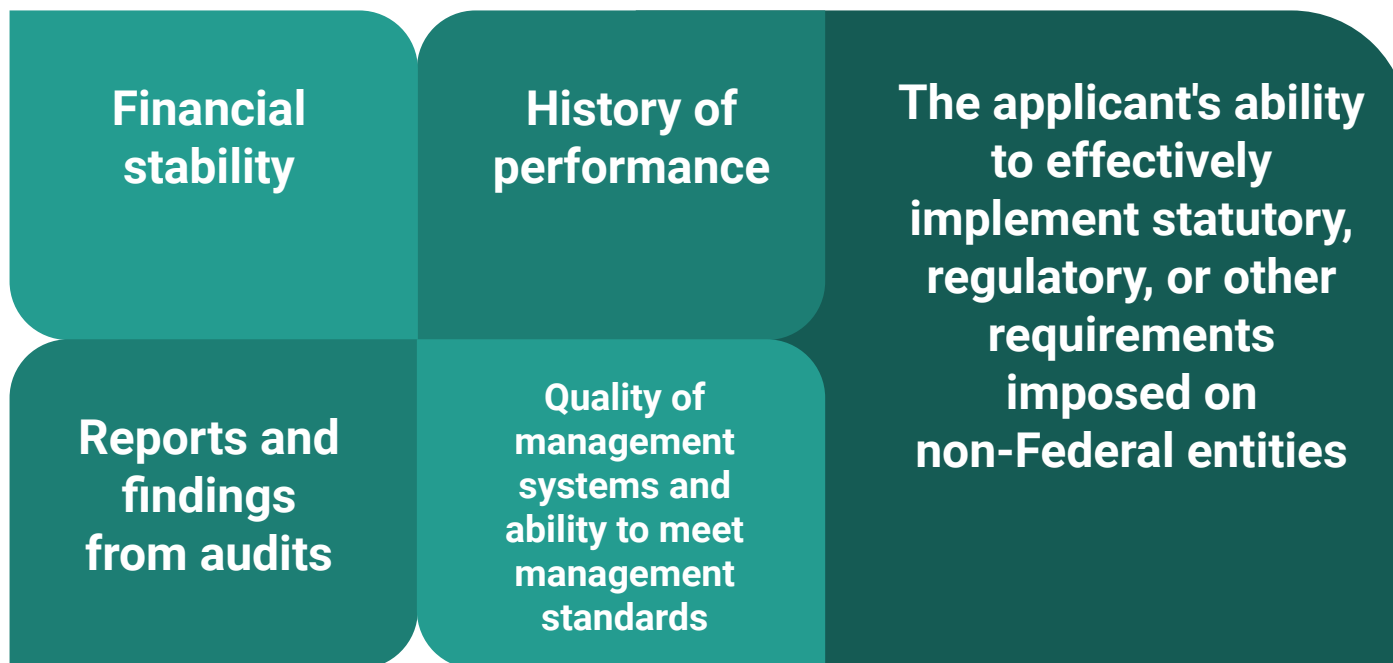 Financial
stability
History of
performance
The applicant's ability
to effectively
implement statutory,
regulatory, or other
requirements
imposed on
non-Federal entities
Reports and
findings
from audits
Quality of
management
systems and
ability to meet
management
standards